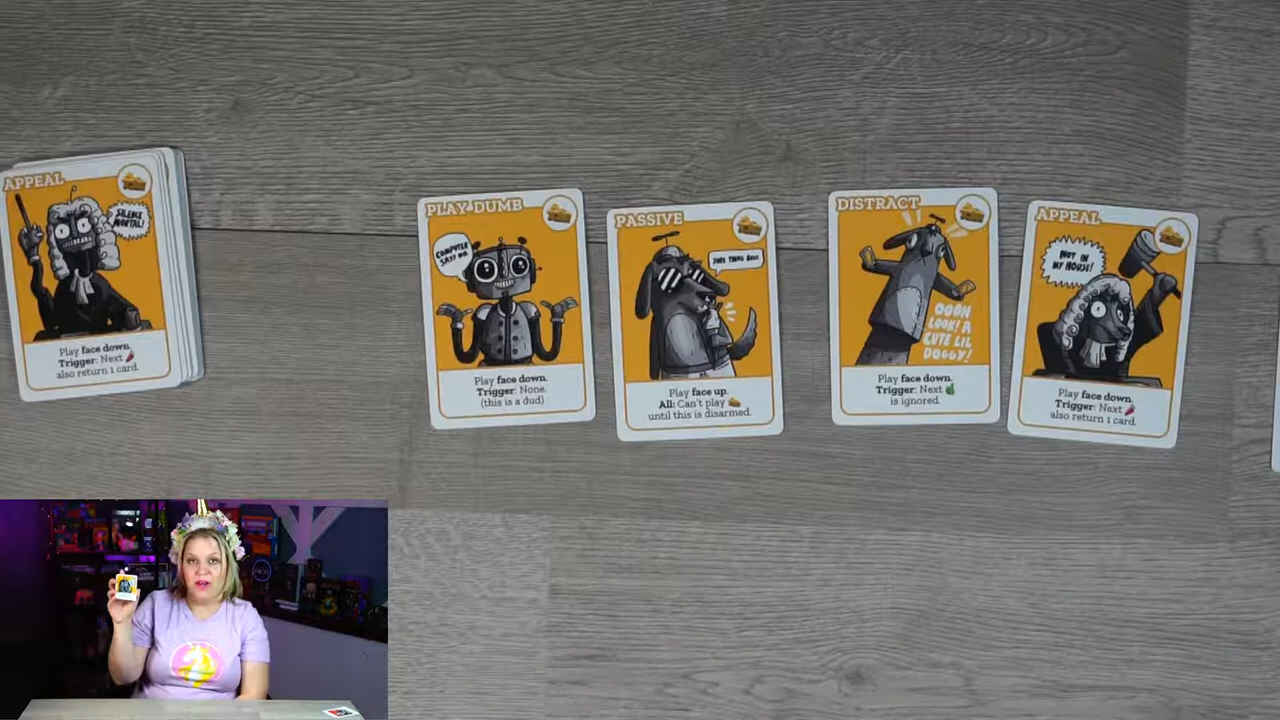 APPEAL
SILENCE
MORTAL!
Play face down.
Trigger: Next
also return 1 card.
PLAY DUMB
COMPUTER
SAYS NO.
Play face down.
Trigger: None.
(this is a dud)
PASSIVE
SURE THING BOSS
Play face up.
All: Can't play
until this is disarmed.
DISTRACT
OOOH
LOOK! A
CUTE LIL
DOGGY!
Play face down.
Trigger: Next
is ignored.
APPEAL
NOT IN
MY HOUSE!
Play face down.
Trigger: Next
also return 1 card.